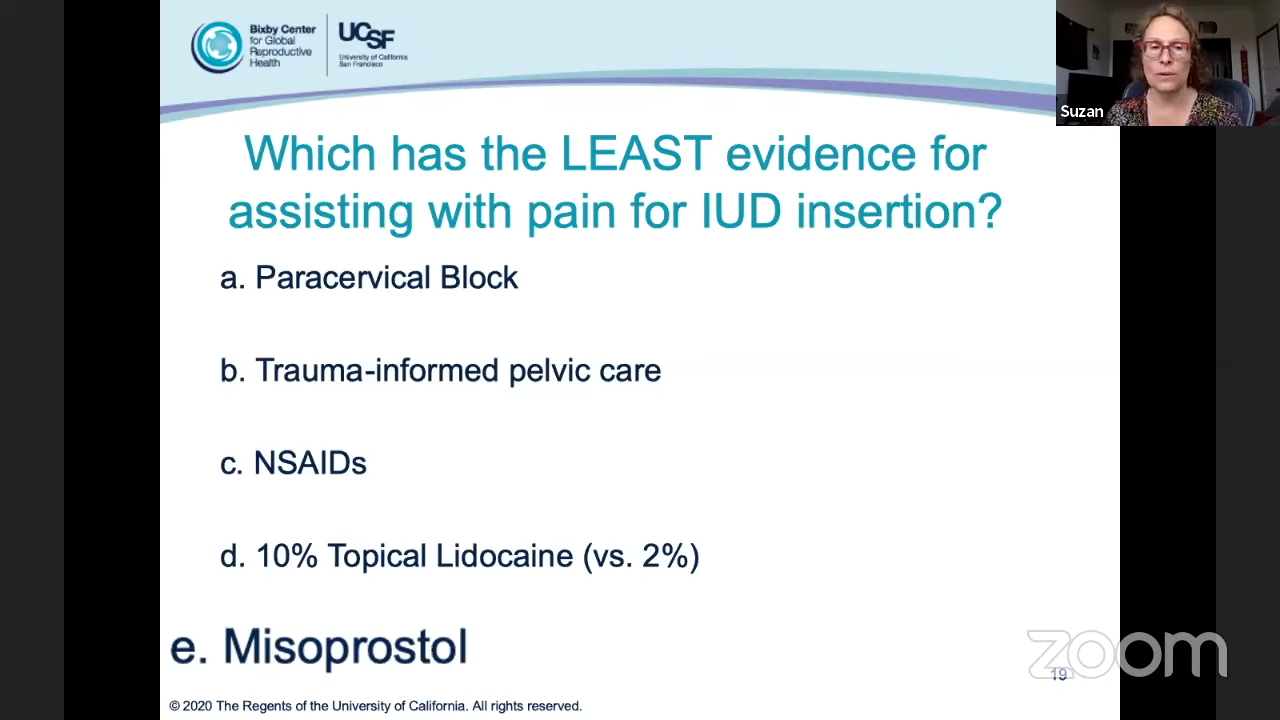 Bixby Center
for Global
Reproductive
Health
UCSF
University of California
San Francisco
Suzan
Which has the LEAST evidence for
assisting with pain for IUD insertion?
a. Paracervical Block
b. Trauma-informed pelvic care
c. NSAIDs
d. 10% Topical Lidocaine (vs. 2%)
e. Misoprostol
zoom
19
© 2020 The Regents of the University of California. All rights reserved.